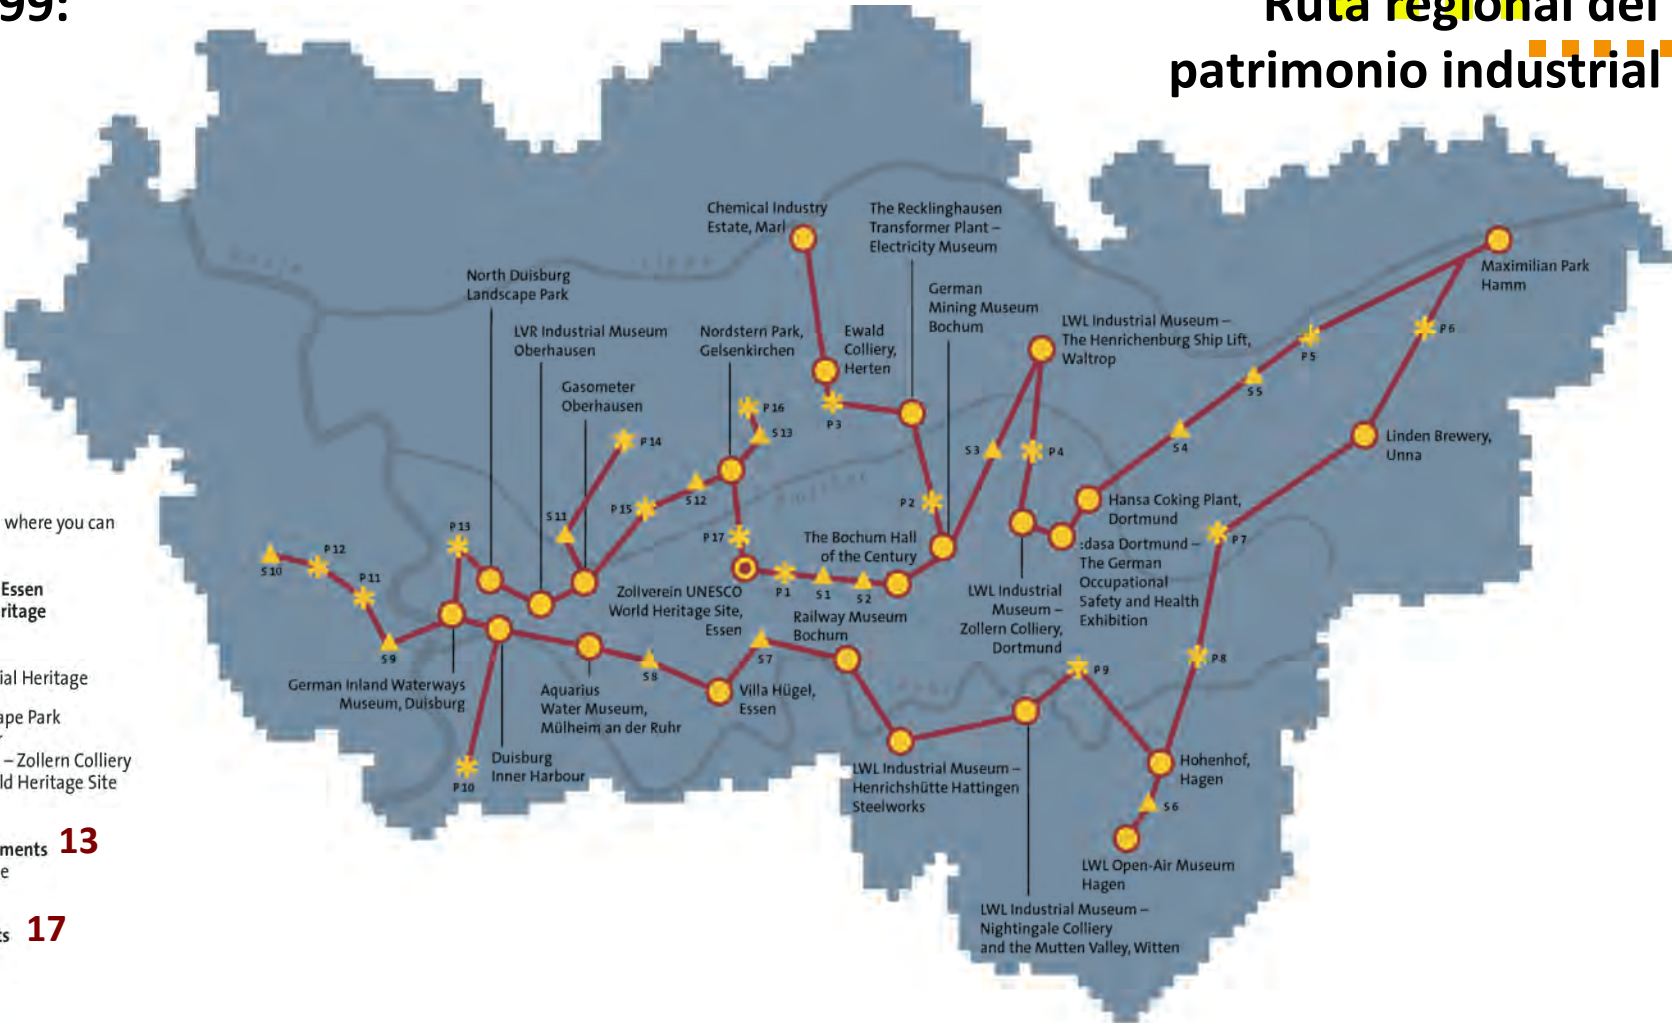 99:
Ruta regional del
patrimonio industrial
Chemical Industry
Estate, Marl
The Recklinghausen
Transformer Plant –
Electricity Museum
North Duisburg
Landscape Park
German
Mining Museum
Bochum
LVR Industrial Museum
Oberhausen
Nordstern Park,
Gelsenkirchen
Ewald
Colliery,
Herten
LWL Industrial Museum –
The Henrichenburg Ship Lift,
Waltrop
Maximilian Park
Hamm
Gasometer
Oberhausen
P 5
P 6
S 5
P 16
S 13
P 3
P 14
S 3
P 4
S 4
Linden Brewery,
Unna
S 12
P 15
S 11
P 2
Hansa Coking Plant,
Dortmund
where you can
P 13
P 17
The Bochum Hall
of the Century
P 7
:dasa Dortmund –
The German
Occupational
Safety and Health
Exhibition
S 10
P 12
P 11
Essen
ritage
Zollverein UNESCO
World Heritage Site,
Essen
P 1
S 1
S 2
Railway Museum
Bochum
LWL Industrial
Museum –
Zollern Colliery,
Dortmund
S 9
S 8
S 7
P 9
P 8
ial Heritage
German Inland Waterways
Museum, Duisburg
Aquarius
Water Museum,
Mülheim an der Ruhr
Villa Hügel,
Essen
ape Park
– Zollern Colliery
ld Heritage Site
P 10
Duisburg
Inner Harbour
LWL Industrial Museum –
Henrichshütte Hattingen
Steelworks
Hohenhof,
Hagen
S 6
ments 13
e
LWL Open-Air Museum
Hagen
ts 17
LWL Industrial Museum –
Nightingale Colliery
and the Mutten Valley, Witten